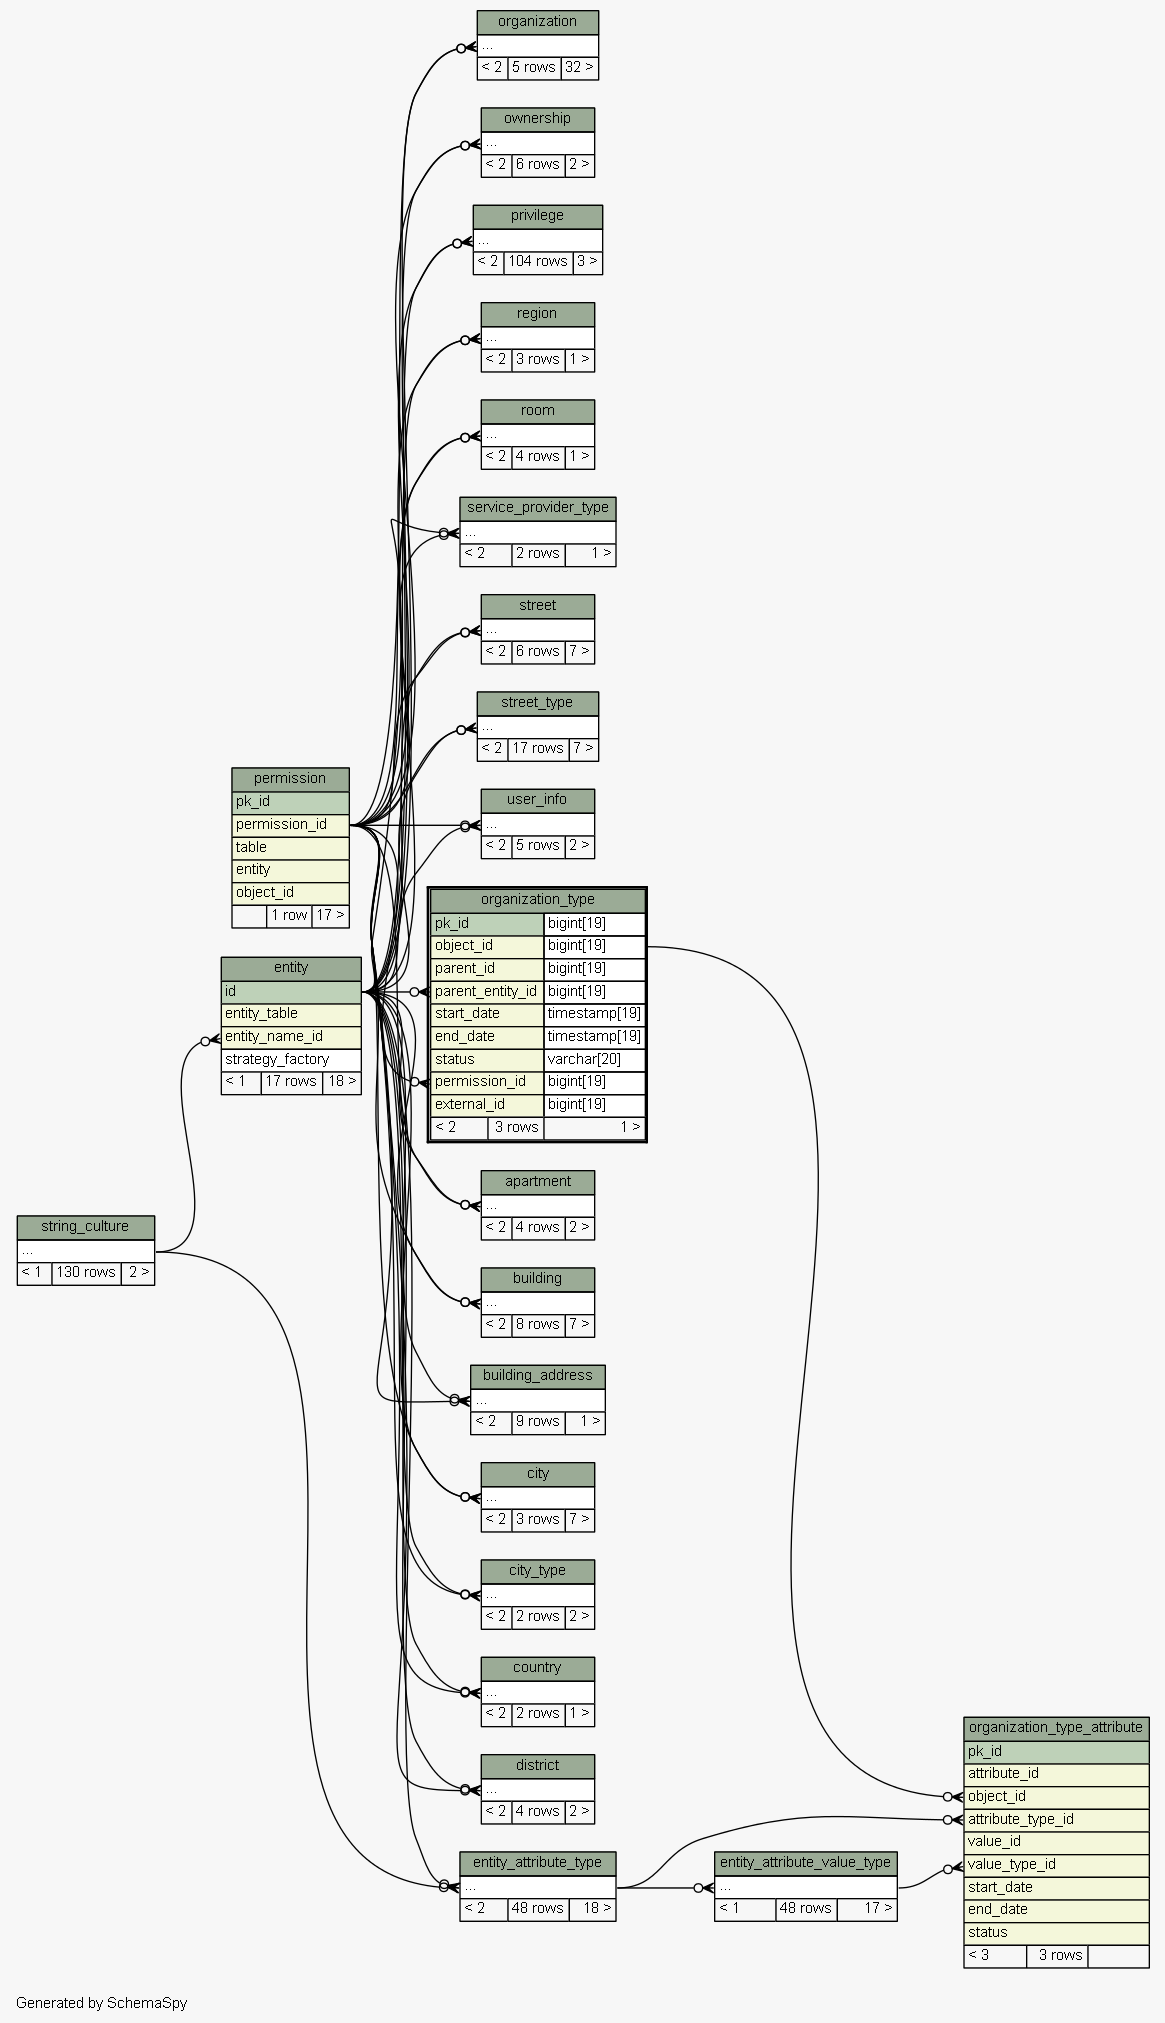 organization
...
< 2 5 rows 32 >
ownership
...
< 2 6 rows 2 >
privilege
...
< 2 104 rows 3 >
region
...
< 2 3 rows 1 >
room
...
< 2 4 rows 1 >
service_provider_type
...
< 2 2 rows 1 >
street
...
< 2 6 rows 7 >
street_type
...
< 2 17 rows 7 >
user_info
...
< 2 5 rows 2 >
permission
pk_id
permission_id
table
entity
object_id
1 row 17 >
organization_type
pk_id bigint[19]
object_id bigint[19]
parent_id bigint[19]
parent_entity_id bigint[19]
start_date timestamp[19]
end_date timestamp[19]
status varchar[20]
permission_id bigint[19]
external_id bigint[19]
< 2 3 rows 1 >
entity
id
entity_table
entity_name_id
strategy_factory
< 1 17 rows 18 >
string_culture
...
< 1 130 rows 2 >
apartment
...
< 2 4 rows 2 >
building
...
< 2 8 rows 7 >
building_address
...
< 2 9 rows 1 >
city
...
< 2 3 rows 7 >
city_type
...
< 2 2 rows 2 >
country
...
< 2 2 rows 1 >
district
...
< 2 4 rows 2 >
entity_attribute_type
...
< 2 48 rows 18 >
entity_attribute_value_type
...
< 1 48 rows 17 >
organization_type_attribute
pk_id
attribute_id
object_id
attribute_type_id
value_id
value_type_id
start_date
end_date
status
< 3 3 rows
Generated by SchemaSpy